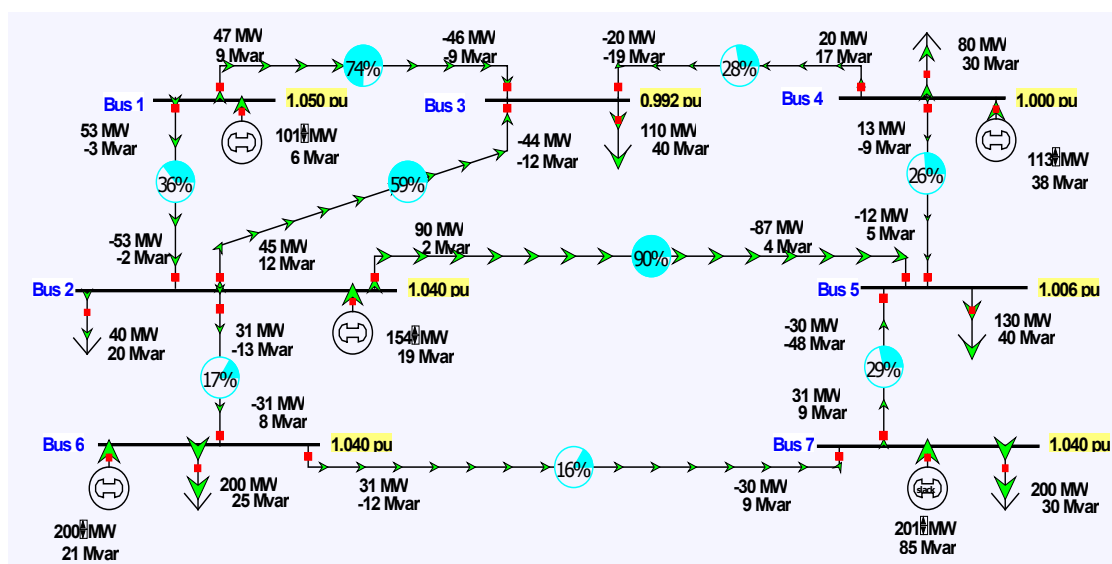 47 MW
9 Mvar
74%
-46 MW
-9 Mvar
-20 MW
-19 Mvar
28%
20 MW
17 Mvar
80 MW
30 Mvar
Bus 1
1.050 pu
Bus 3
0.992 pu
Bus 4
1.000 pu
53 MW
-3 Mvar
101 MW
6 Mvar
-44 MW
-12 Mvar
110 MW
40 Mvar
13 MW
-9 Mvar
113 MW
38 Mvar
36%
59%
26%
-53 MW
-2 Mvar
45 MW
12 Mvar
90 MW
2 Mvar
90%
-87 MW
4 Mvar
-12 MW
5 Mvar
Bus 2
1.040 pu
Bus 5
1.006 pu
40 MW
20 Mvar
31 MW
-13 Mvar
154 MW
19 Mvar
-30 MW
-48 Mvar
130 MW
40 Mvar
17%
29%
-31 MW
8 Mvar
31 MW
9 Mvar
Bus 6
1.040 pu
Bus 7
1.040 pu
200 MW
25 Mvar
31 MW
-12 Mvar
16%
-30 MW
9 Mvar
slack
200 MW
30 Mvar
200 MW
21 Mvar
201 MW
85 Mvar